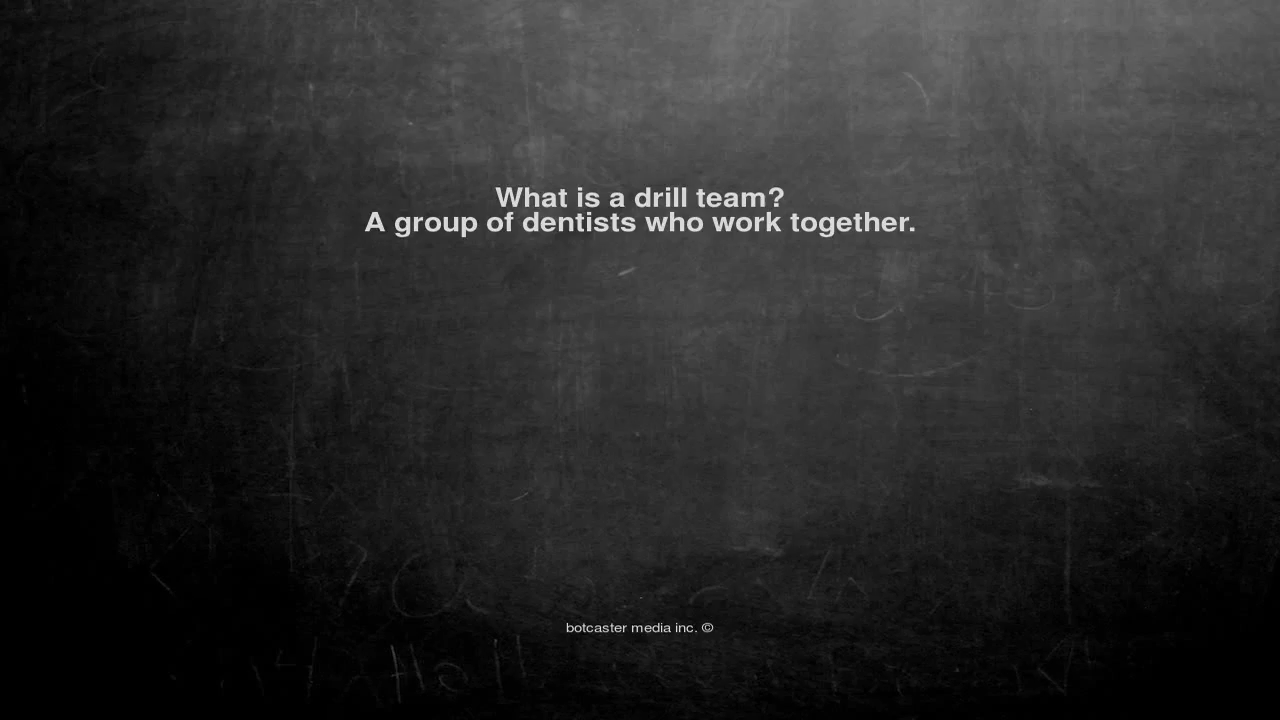 What is a drill team?
A group of dentists who work together.
botcaster media inc. ©